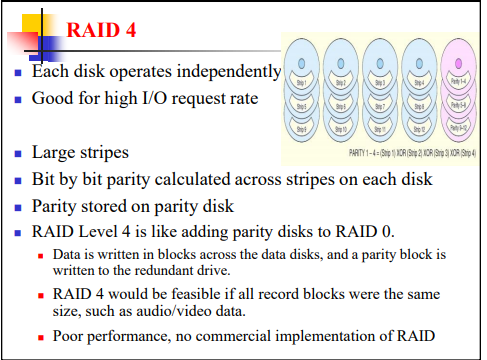 RAID 4
Each disk operates independently
Good for high I/O request rate
Strip 1 Strip 2 Strip 3 Strip 4 Parity 1-4
Strip 5 Strip 6 Strip 7 Strip 8 Parity 5-8
Strip 9 Strip 10 Strip 11 Strip 12 Parity 9-12
PARITY 1 – 4 = (Strip 1) XOR (Strip 2) XOR (Strip 3) XOR (Strip 4)
Large stripes
Bit by bit parity calculated across stripes on each disk
Parity stored on parity disk
RAID Level 4 is like adding parity disks to RAID 0.
Data is written in blocks across the data disks, and a parity block is
written to the redundant drive.
RAID 4 would be feasible if all record blocks were the same
size, such as audio/video data.
Poor performance, no commercial implementation of RAID